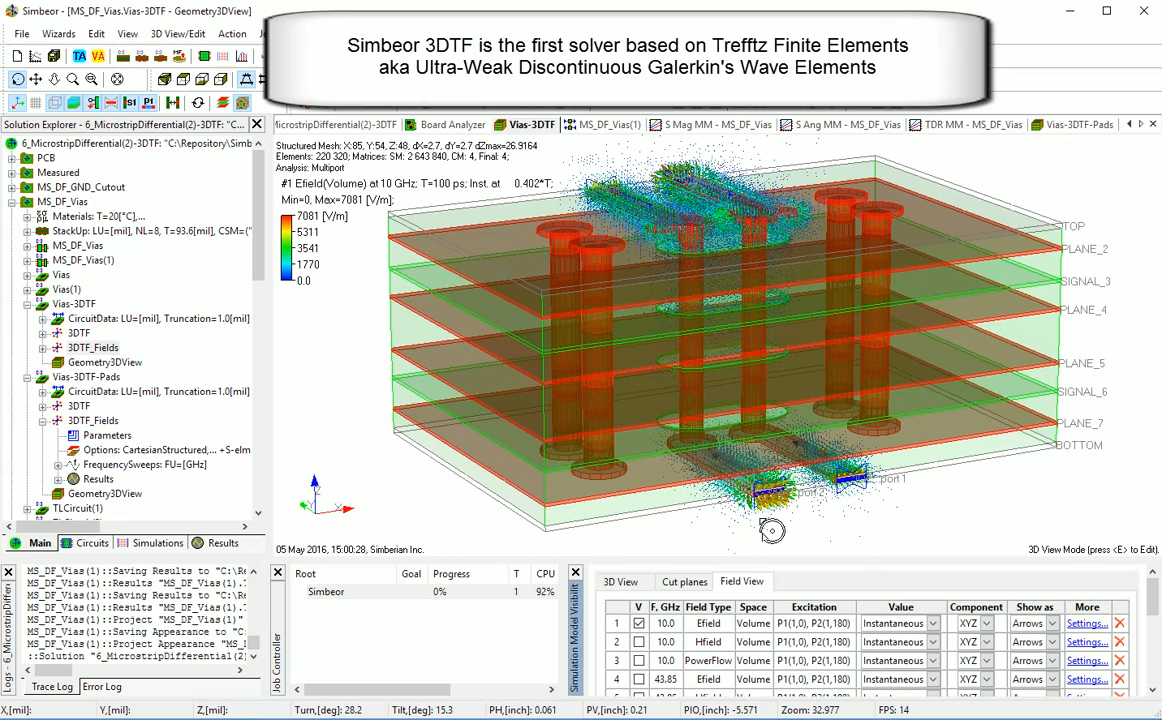 Simbeor - [MS_DF_Vias.Vias-3DTF - Geometry3DView]
Simbeor 3DTF is the first solver based on Trefftz Finite Elements
aka Ultra-Weak Discontinuous Galerkin's Wave Elements
File Wizards Edit View 3D View/Edit Action
TA VA
S1 P1
Solution Explorer - 6_MicrostripDifferential(2)-3DTF: "C...
icrostripDifferential(2)-3DTF Board Analyzer Vias-3DTF MS_DF_Vias(1) S Mag MM - MS_DF_Vias S Ang MM - MS_DF_Vias TDR MM - MS_DF_Vias Vias-3DTF-Pads
6_MicrostripDifferential(2)-3DTF: "C:\Repository\Simb
PCB
Measured
MS_DF_GND_Cutout
MS_DF_Vias
Materials: T=20[°C],...
StackUp: LU=[mil], NL=8, T=93.6[mil], CSM=("
MS_DF_Vias
MS_DF_Vias(1)
Vias
Vias(1)
Vias-3DTF
CircuitData: LU=[mil], Truncation=1.0[mil]
3DTF
3DTF_Fields
Geometry3DView
Vias-3DTF-Pads
CircuitData: LU=[mil], Truncation=1.0[mil]
3DTF
3DTF_Fields
Parameters
Options: CartesianStructured,... +S-elm
FrequencySweeps: FU=[GHz]
Results
Geometry3DView
TLCircuit(1)
Main Circuits Simulations Results
Structured Mesh: X:85, Y:54, Z:48, dX=2.7, dY=2.7 dZmax=26.9164
Elements: 220 320, Matrices: SM: 2 643 840, CM: 4, Final: 4;
Analysis: Multiport
#1 Efield(Volume) at 10 GHz; T=100 ps; Inst. at 0.402*T;
Min=0, Max=7081 [V/m];
7081 [V/m]
5311
3541
1770
0.0
TOP
PLANE_2
SIGNAL_3
PLANE_4
PLANE_5
SIGNAL_6
PLANE_7
BOTTOM
port 1
port 2
05 May 2016, 15:00:28, Simberian Inc.
3D View Mode (press <E> to Edit).
Logs - 6_MicrostripDiffere
MS_DF_Vias(1)::Saving Results to "C:\Re
MS_DF_Vias(1)::Results "MS_DF_Vias(1).'
MS_DF_Vias(1)::Saving Results to "C:\Re
MS_DF_Vias(1)::Results "MS_DF_Vias(1).'
MS_DF_Vias(1)::Project "MS_DF_Vias(1)"
MS_DF_Vias(1)::Saving Appearance to "C:
MS_DF_Vias(1)::Project Appearance "MS_D
::Solution "6_MicrostripDifferential(2)
Trace Log Error Log
Job Controller
Root Goal Progress T CPU
Simbeor 0% 1 92%
Simulation Model Visibilit
3D View Cut planes Field View
V F, GHz Field Type Space Excitation Value Component Show as More
1 10.0 Efield Volume P1(1,0), P2(1,180) Instantaneous XYZ Arrows Settings...
2 10.0 Hfield Volume P1(1,0), P2(1,180) Instantaneous XYZ Arrows Settings...
3 10.0 PowerFlow Volume P1(1,0), P2(1,180) Instantaneous XYZ Arrows Settings...
4 43.85 Efield Volume P1(1,0), P2(1,180) Instantaneous XYZ Arrows Settings...
X,[mil]: Y,[mil]: Z,[mil]: Turn,[deg]: 28.2 Tilt,[deg]: 15.3 PH,[inch]: 0.061 PV,[inch]: 0.21 PIO,[inch]: -5.571 Zoom: 32.977 FPS: 14